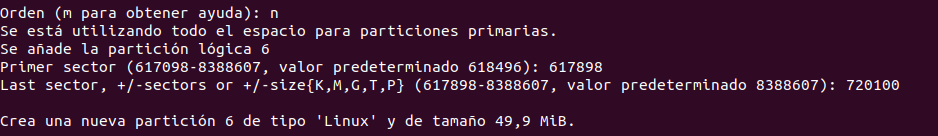 Orden (m para obtener ayuda): n
Se está utilizando todo el espacio para particiones primarias.
Se añade la partición lógica 6
Primer sector (617098-8388607, valor predeterminado 618496): 617898
Last sector, +/-sectors or +/-size{K,M,G,T,P} (617898-8388607, valor predeterminado 8388607): 720100
Crea una nueva partición 6 de tipo 'Linux' y de tamaño 49,9 MiB.